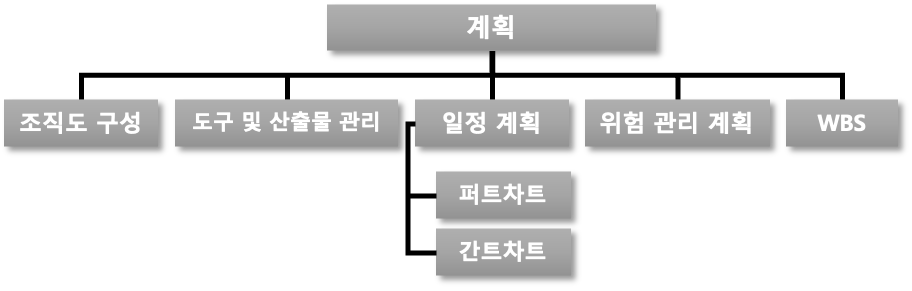 계획
조직도 구성
도구 및 산출물 관리
일정 계획
위험 관리 계획
WBS
퍼트차트
간트차트